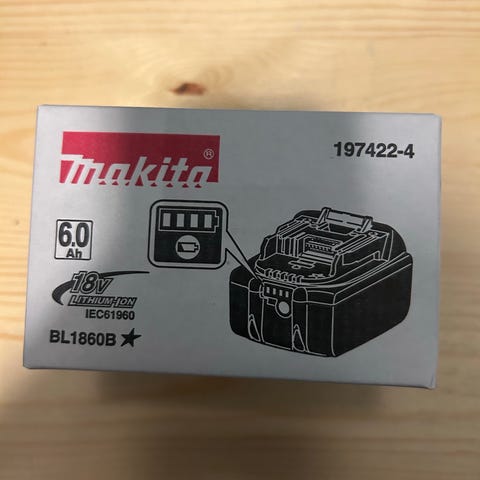 makita®
197422-4
6.0
Ah
18V
LITHIUM-ION
IEC61960
BL1860B★